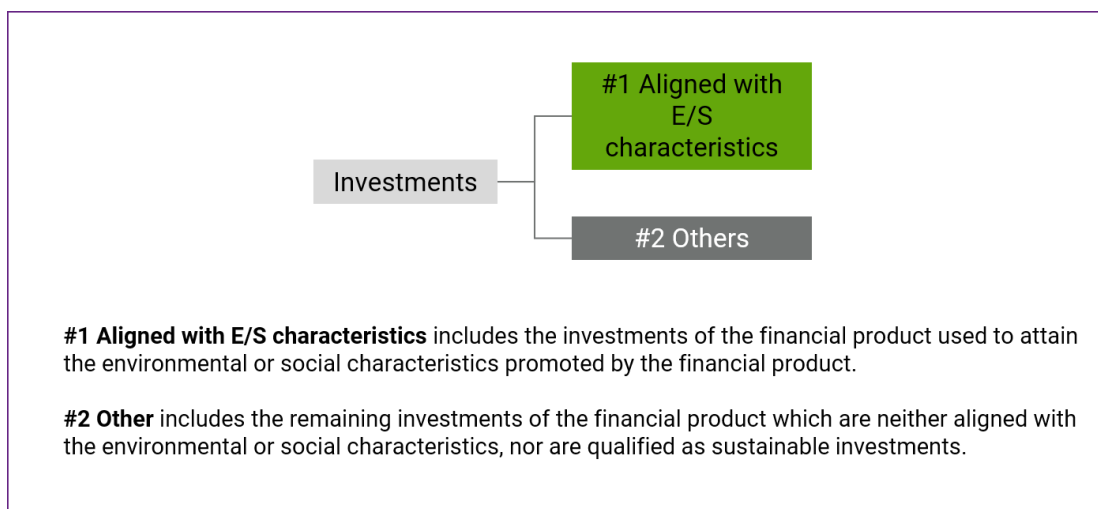 #1 Aligned with
E/S
characteristics
Investments
#2 Others
#1 Aligned with E/S characteristics includes the investments of the financial product used to attain
the environmental or social characteristics promoted by the financial product.
#2 Other includes the remaining investments of the financial product which are neither aligned with
the environmental or social characteristics, nor are qualified as sustainable investments.